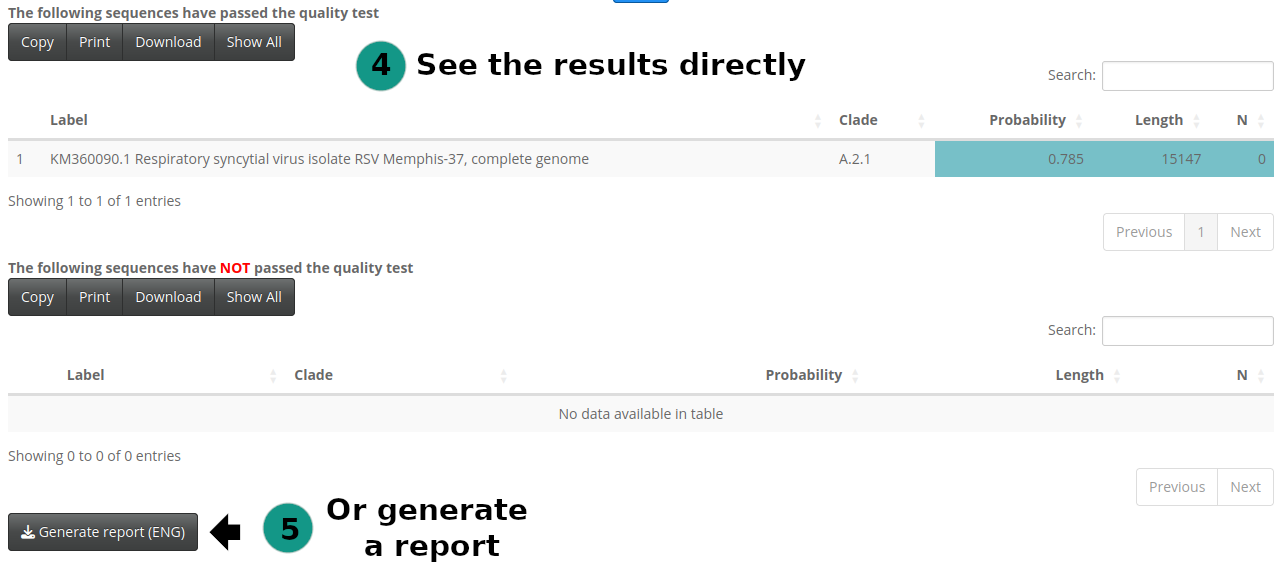 The following sequences have passed the quality test
Copy Print Download Show All
4 See the results directly
Search:
Label Clade Probability Length N
1 KM360090.1 Respiratory syncytial virus isolate RSV Memphis-37, complete genome A.2.1 0.785 15147 0
Showing 1 to 1 of 1 entries
Previous 1 Next
The following sequences have NOT passed the quality test
Copy Print Download Show All
Search:
Label Clade Probability Length N
No data available in table
Showing 0 to 0 of 0 entries
Previous Next
Generate report (ENG)
5 Or generate
a report